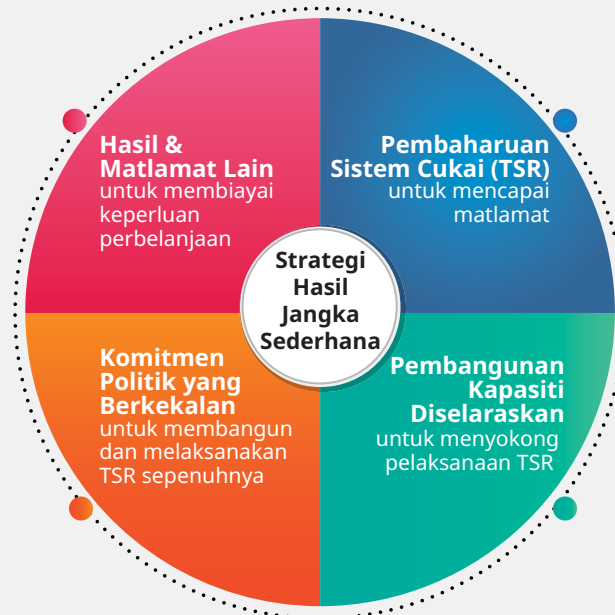 Hasil &
Matlamat Lain
untuk membiayai
keperluan
perbelanjaan
Pembaharuan
Sistem Cukai (TSR)
untuk mencapai
matlamat
Strategi
Hasil
Jangka
Sederhana
Komitmen
Politik yang
Berkekalan
untuk membangun
dan melaksanakan
TSR sepenuhnya
Pembangunan
Kapasiti
Diselaraskan
untuk menyokong
pelaksanaan TSR